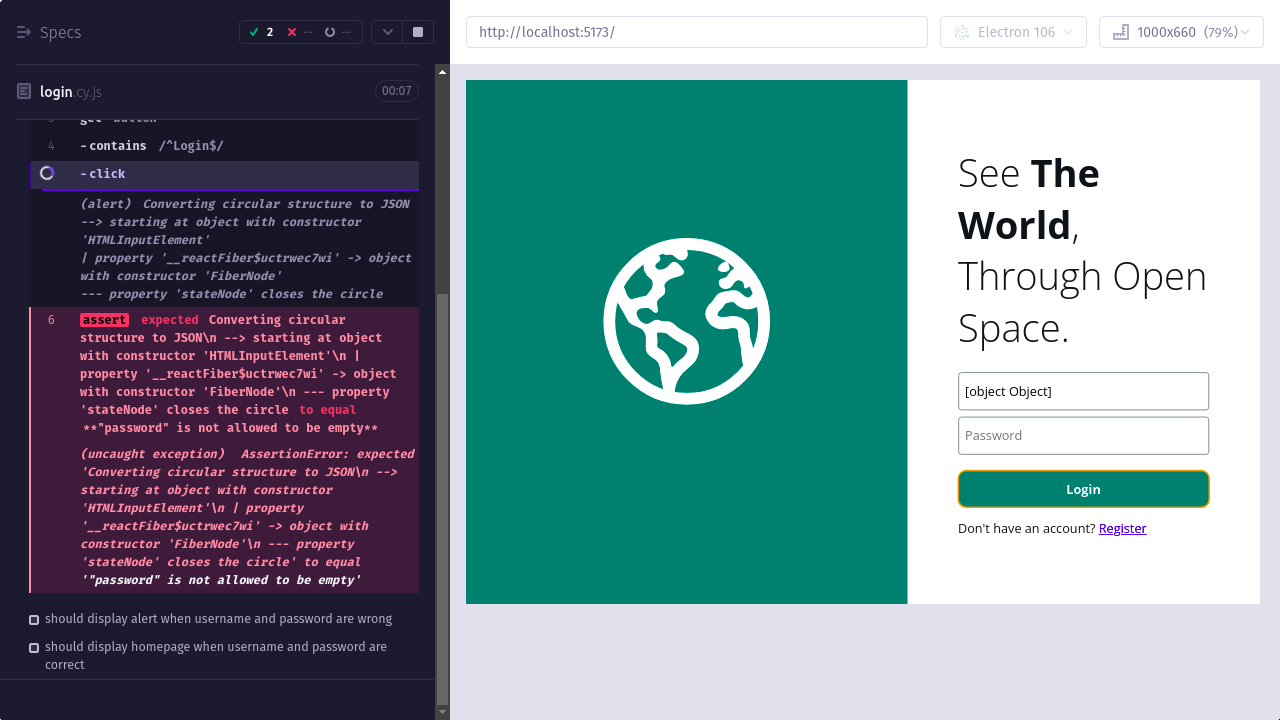 Specs
2
--
--
login.cy.js
00:07
3 get button
4 -contains /^Login$/
-click
(alert) Converting circular structure to JSON
--> starting at object with constructor
'HTMLInputElement'
| property '__reactFiber$uctrwec7wi' -> object
with constructor 'FiberNode'
--- property 'stateNode' closes the circle
6 assert expected Converting circular
structure to JSON\n --> starting at object
with constructor 'HTMLInputElement'\n |
property '__reactFiber$uctrwec7wi' -> object
with constructor 'FiberNode'\n --- property
'stateNode' closes the circle to equal
**"password" is not allowed to be empty**
(uncaught exception) AssertionError: expected
'Converting circular structure to JSON\n -->
starting at object with constructor
'HTMLInputElement'\n | property
'__reactFiber$uctrwec7wi' -> object with
constructor 'FiberNode'\n --- property
'stateNode' closes the circle' to equal
'"password" is not allowed to be empty'
should display alert when username and password are wrong
should display homepage when username and password are
correct
http://localhost:5173/
Electron 106
1000x660 (79%)
See The
World,
Through Open
Space.
[object Object]
Password
Login
Don't have an account? Register